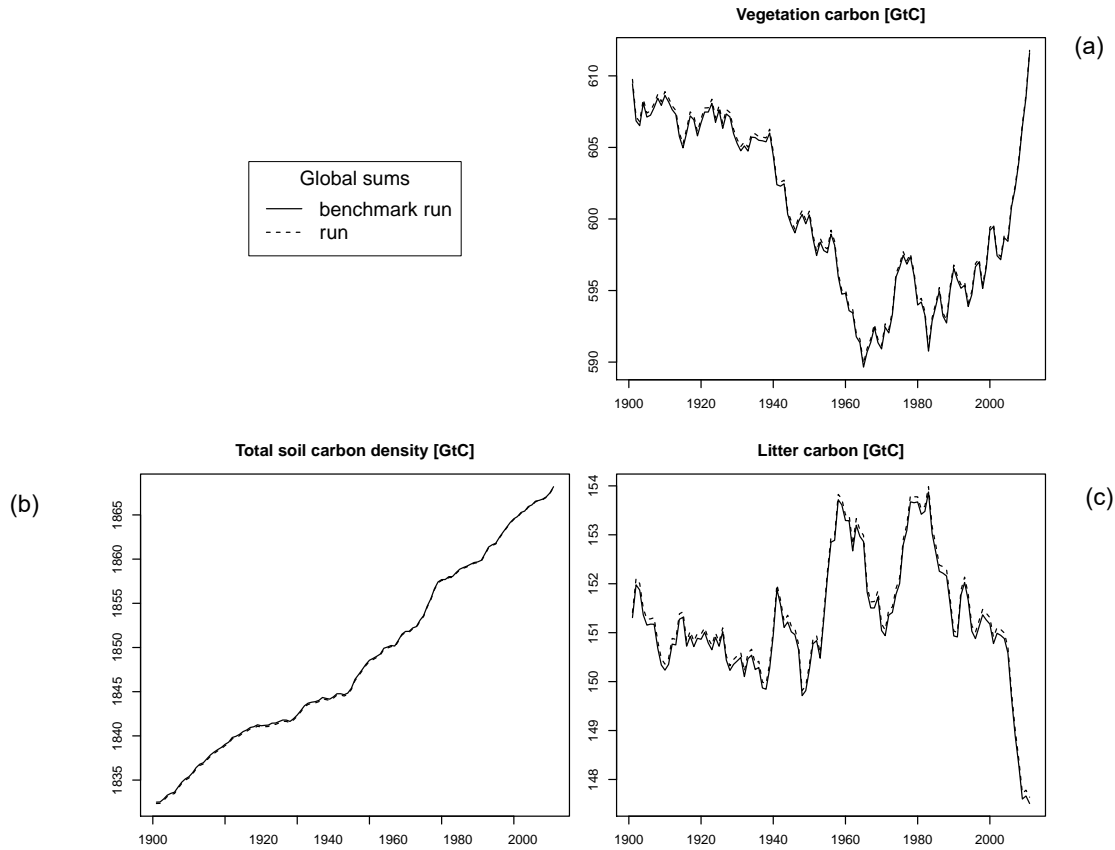 Vegetation carbon [GtC]
(a)
610
605
600
595
590
1900 1920 1940 1960 1980 2000
Global sums
benchmark run
run
Total soil carbon density [GtC]
(b)
1865
1860
1855
1850
1845
1840
1835
1900 1920 1940 1960 1980 2000
Litter carbon [GtC]
(c)
154
153
152
151
150
149
148
1900 1920 1940 1960 1980 2000